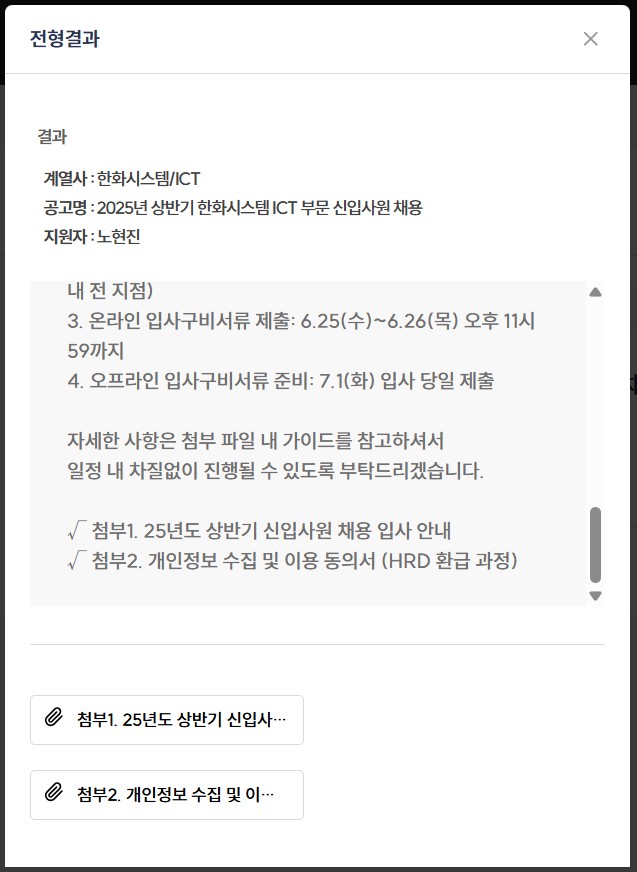 전형결과
결과
계열사 : 한화시스템/ICT
공고명 : 2025년 상반기 한화시스템 ICT 부문 신입사원 채용
지원자 : 노현진
내 전 지점)
3. 온라인 입사구비서류 제출: 6.25(수)~6.26(목) 오후 11시
59까지
4. 오프라인 입사구비서류 준비: 7.1(화) 입사 당일 제출
자세한 사항은 첨부 파일 내 가이드를 참고하셔서
일정 내 차질없이 진행될 수 있도록 부탁드리겠습니다.
√ 첨부1. 25년도 상반기 신입사원 채용 입사 안내
√ 첨부2. 개인정보 수집 및 이용 동의서 (HRD 환급 과정)
첨부1. 25년도 상반기 신입사…
첨부2. 개인정보 수집 및 이…